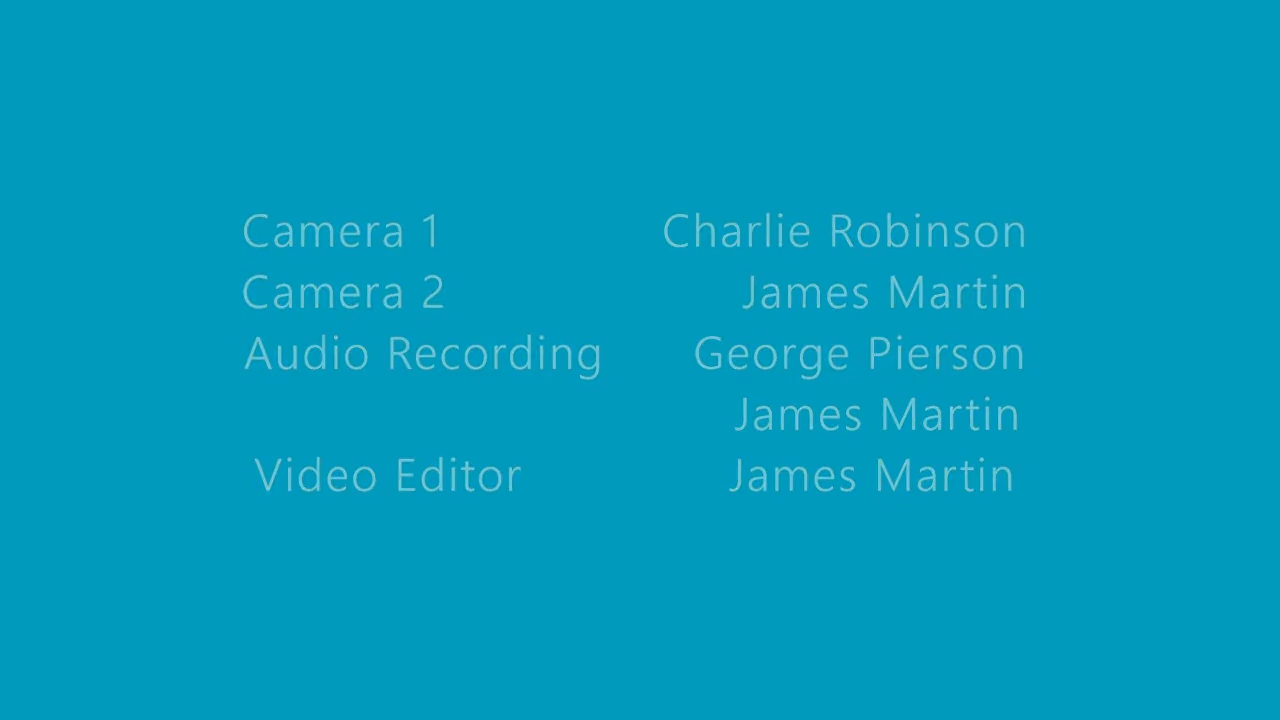 Camera 1 Charlie Robinson
Camera 2 James Martin
Audio Recording George Pierson
James Martin
Video Editor James Martin